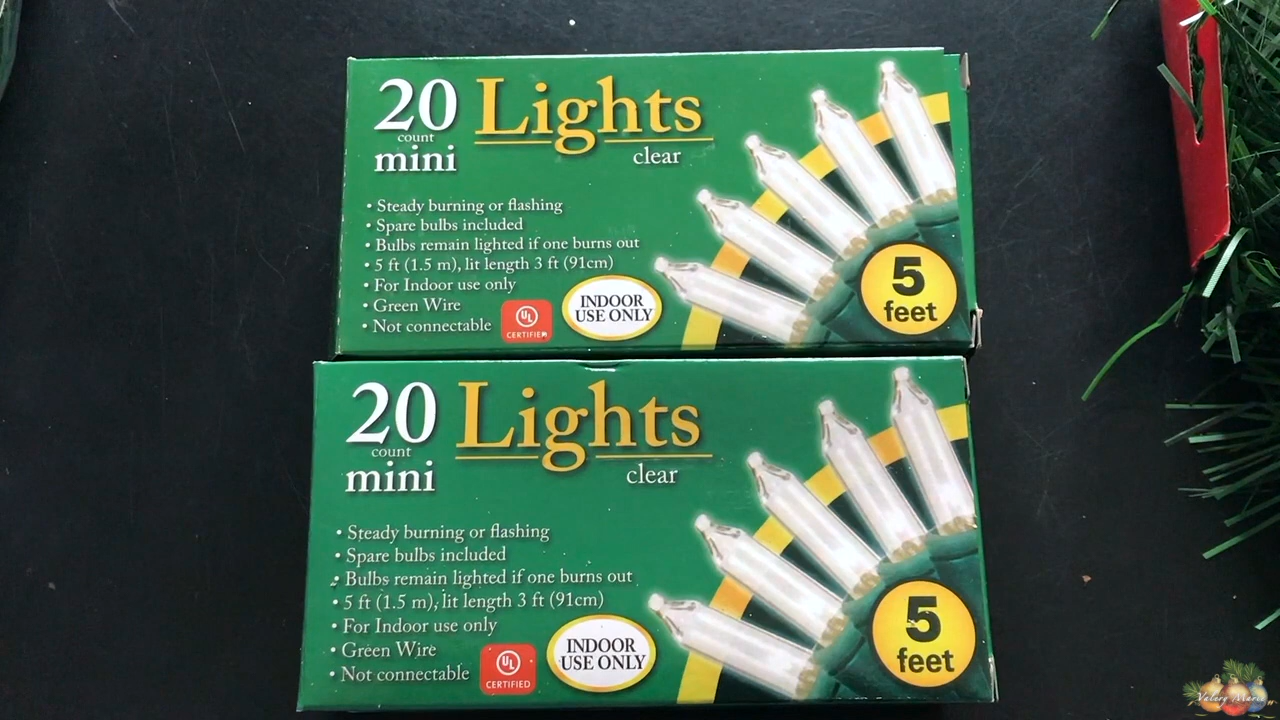 20 Lights
count
mini
clear
• Steady burning or flashing
• Spare bulbs included
• Bulbs remain lighted if one burns out
• 5 ft (1.5 m), lit length 3 ft (91cm)
• For Indoor use only
• Green Wire
• Not connectable
UL
CERTIFIED
INDOOR
USE ONLY
5
feet
20 Lights
count
mini
clear
• Steady burning or flashing
• Spare bulbs included
• Bulbs remain lighted if one burns out
• 5 ft (1.5 m), lit length 3 ft (91cm)
• For Indoor use only
• Green Wire
• Not connectable
UL
CERTIFIED
INDOOR
USE ONLY
5
feet